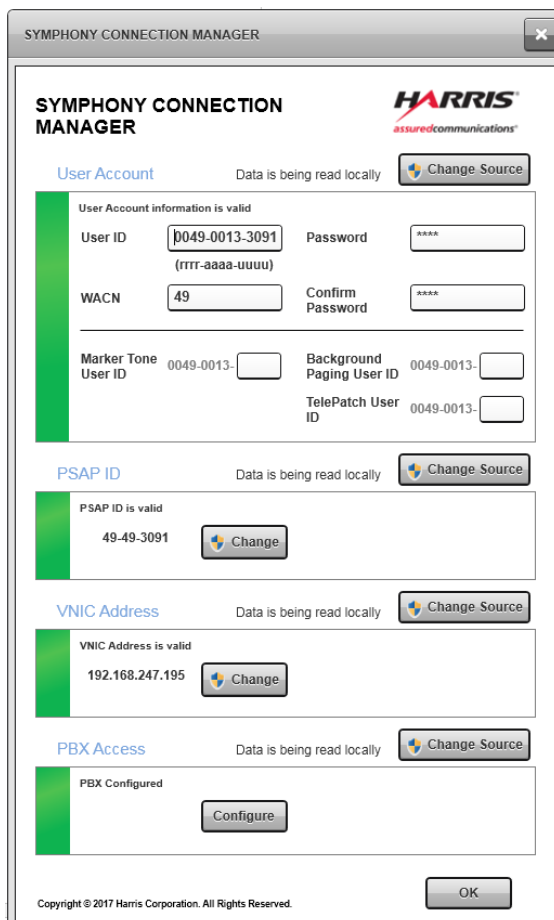 SYMPHONY CONNECTION MANAGER
SYMPHONY CONNECTION
MANAGER
HARRIS®
assuredcommunications®
User Account
Data is being read locally
Change Source
User Account information is valid
User ID
0049-0013-3091
(rrrr-aaaa-uuuu)
Password
****
WACN
49
Confirm
Password
****
Marker Tone
User ID
0049-0013-
Background
Paging User ID
0049-0013-
TelePatch User
ID
0049-0013-
PSAP ID
Data is being read locally
Change Source
PSAP ID is valid
49-49-3091
Change
VNIC Address
Data is being read locally
Change Source
VNIC Address is valid
192.168.247.195
Change
PBX Access
Data is being read locally
Change Source
PBX Configured
Configure
OK
Copyright © 2017 Harris Corporation. All Rights Reserved.